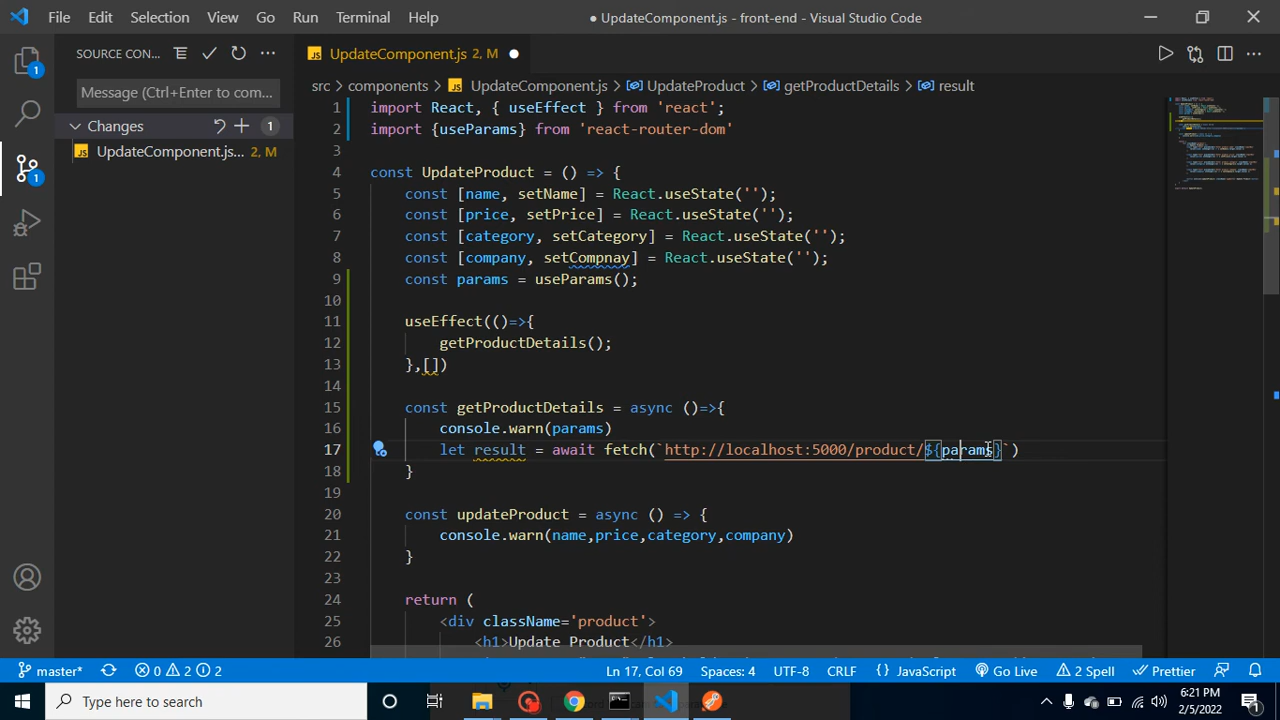 File Edit Selection View Go Run Terminal Help
● UpdateComponent.js - front-end - Visual Studio Code
SOURCE CON...
Message (Ctrl+Enter to com...
Changes 1
JS UpdateComponent.js... 2, M
1
1
JS UpdateComponent.js 2, M ●
src > components > JS UpdateComponent.js > UpdateProduct > getProductDetails > result
1 import React, { useEffect } from 'react';
2 import {useParams} from 'react-router-dom'
3
4 const UpdateProduct = () => {
5 const [name, setName] = React.useState('');
6 const [price, setPrice] = React.useState('');
7 const [category, setCategory] = React.useState('');
8 const [company, setCompnay] = React.useState('');
9 const params = useParams();
10
11 useEffect(()=>{
12 getProductDetails();
13 },[])
14
15 const getProductDetails = async ()=>{
16 console.warn(params)
17 let result = await fetch(`http://localhost:5000/product/${params}`)
18 }
19
20 const updateProduct = async () => {
21 console.warn(name,price,category,company)
22 }
23
24 return (
25 <div className='product'>
26 <h1>Update Product</h1>
master* 0 2 2 Ln 17, Col 69 Spaces: 4 UTF-8 CRLF { } JavaScript Go Live 2 Spell Prettier
Type here to search
6:21 PM
2/5/2022
1